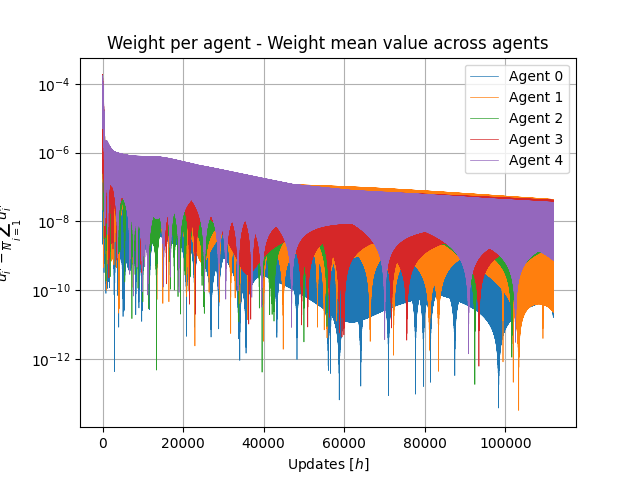 Weight per agent - Weight mean value across agents
Agent 0
Agent 1
Agent 2
Agent 3
Agent 4
10⁻⁴
10⁻⁶
10⁻⁸
10⁻¹⁰
10⁻¹²
0 20000 40000 60000 80000 100000
Updates [h]